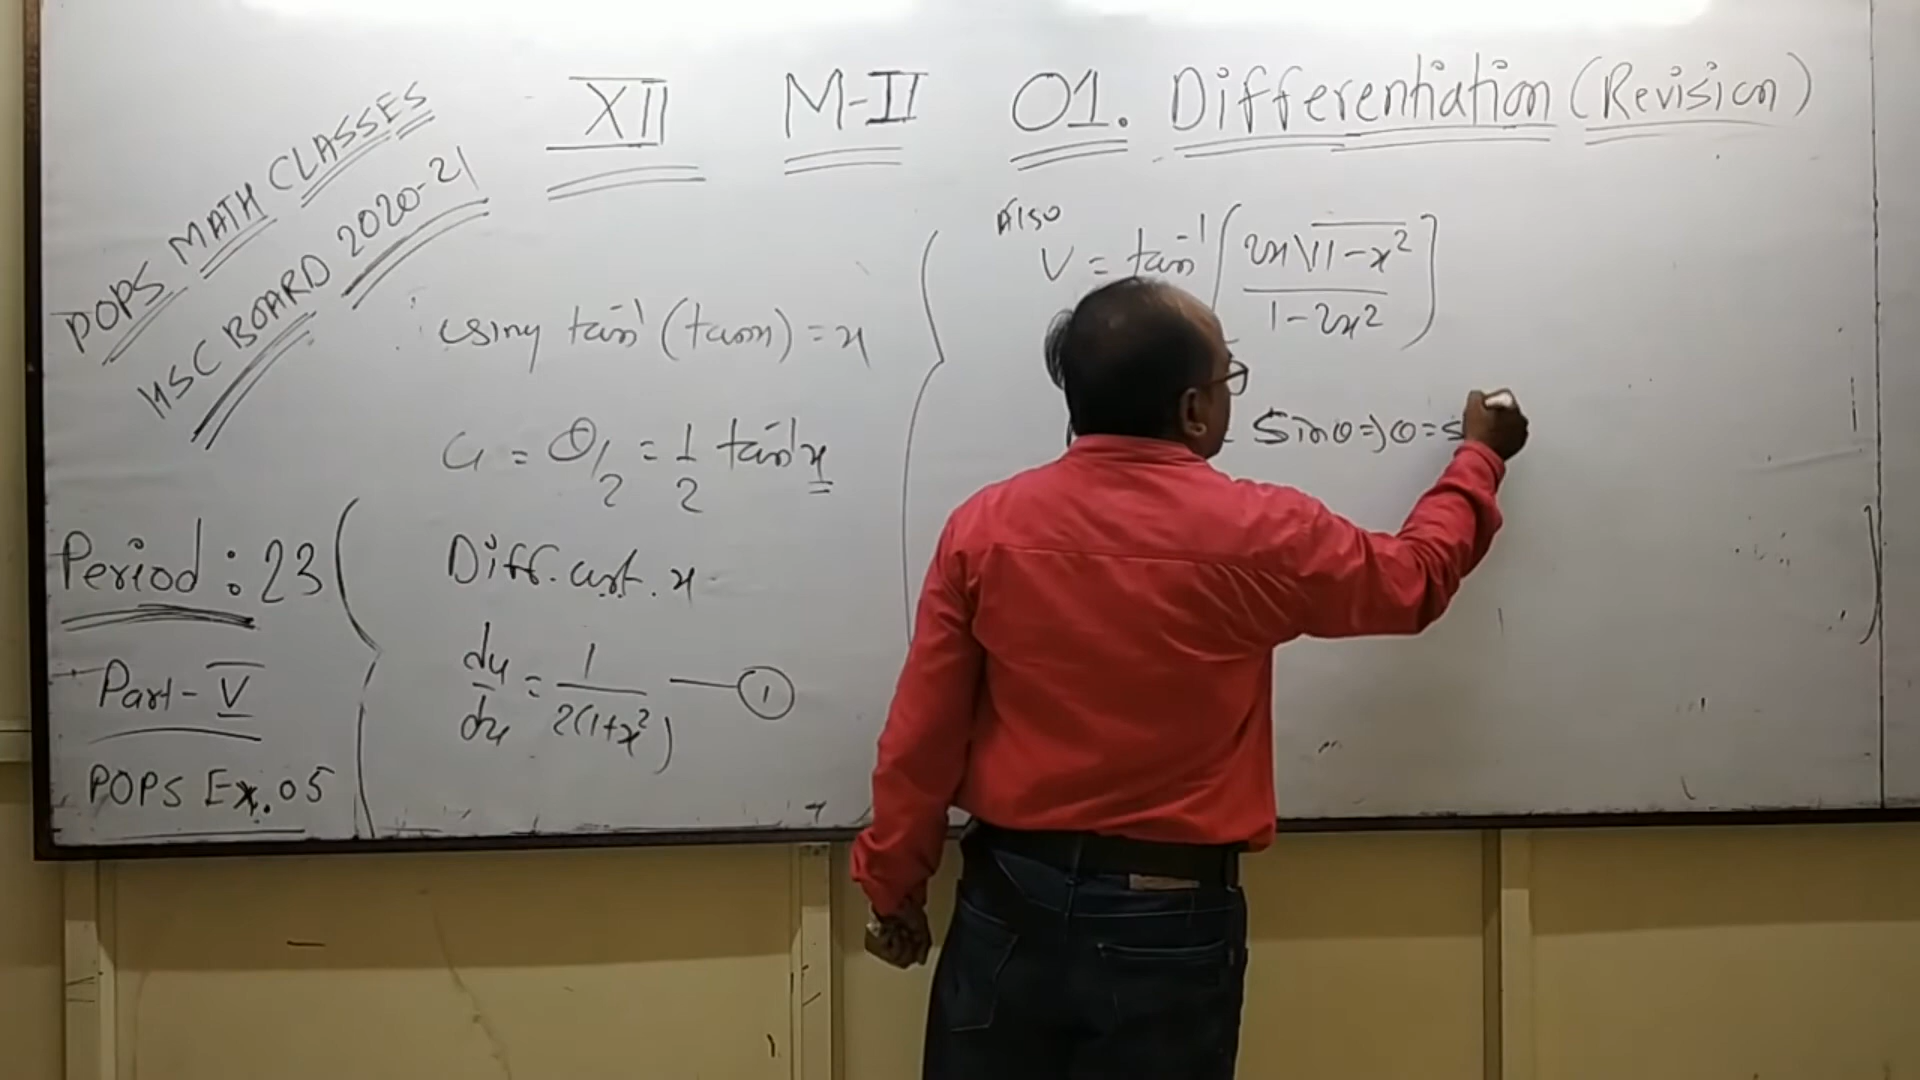 XII M-II 01. Differentiation (Revision)
POPS MATH CLASSES
HSC BOARD 2020-21
Period : 23
Part-V
POPS Ex. 05
using tan⁻¹ (tanx) = x
u = θ/2 = 1/2 tan⁻¹x
Diff. w.r.t. x
du/dx = 1/2(1+x²) — ①
Also
V = tan⁻¹ (2x√1-x² / 1-2x²)
Sinθ ⇒ θ = s